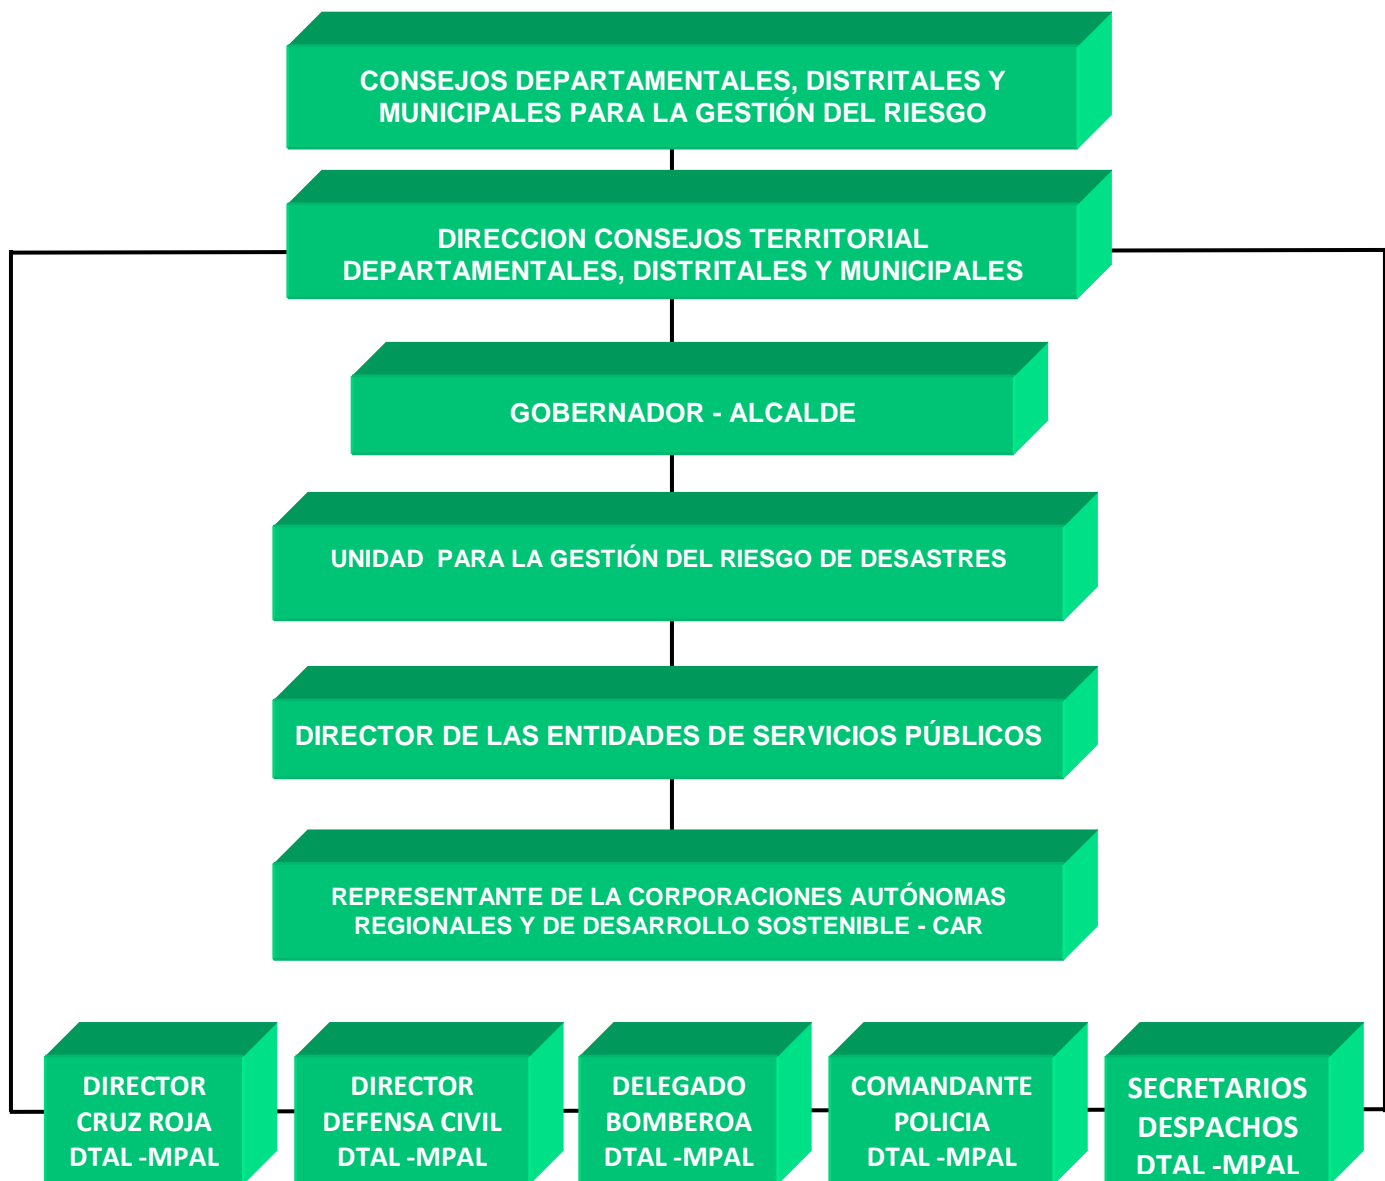 CONSEJOS DEPARTAMENTALES, DISTRITALES Y
MUNICIPALES PARA LA GESTIÓN DEL RIESGO
DIRECCION CONSEJOS TERRITORIAL
DEPARTAMENTALES, DISTRITALES Y MUNICIPALES
GOBERNADOR - ALCALDE
UNIDAD PARA LA GESTIÓN DEL RIESGO DE DESASTRES
DIRECTOR DE LAS ENTIDADES DE SERVICIOS PÚBLICOS
REPRESENTANTE DE LA CORPORACIONES AUTÓNOMAS
REGIONALES Y DE DESARROLLO SOSTENIBLE - CAR
DIRECTOR
CRUZ ROJA
DTAL -MPAL
DIRECTOR
DEFENSA CIVIL
DTAL -MPAL
DELEGADO
BOMBEROA
DTAL -MPAL
COMANDANTE
POLICIA
DTAL -MPAL
SECRETARIOS
DESPACHOS
DTAL -MPAL